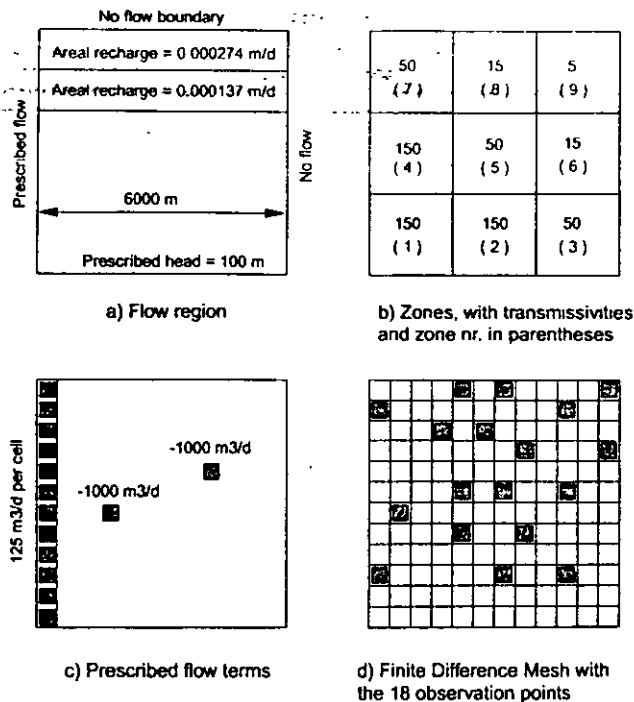 No flow boundary
Areal recharge = 0 000274 m/d
Areal recharge = 0.000137 m/d
Prescribed flow
No flow
6000 m
Prescribed head = 100 m
a) Flow region
50 15 5
(7) (8) (9)
150 50 15
(4) (5) (6)
150 150 50
(1) (2) (3)
b) Zones, with transmissivities
and zone nr. in parentheses
125 m3/d per cell
-1000 m3/d
-1000 m3/d
c) Prescribed flow terms
d) Finite Difference Mesh with
the 18 observation points